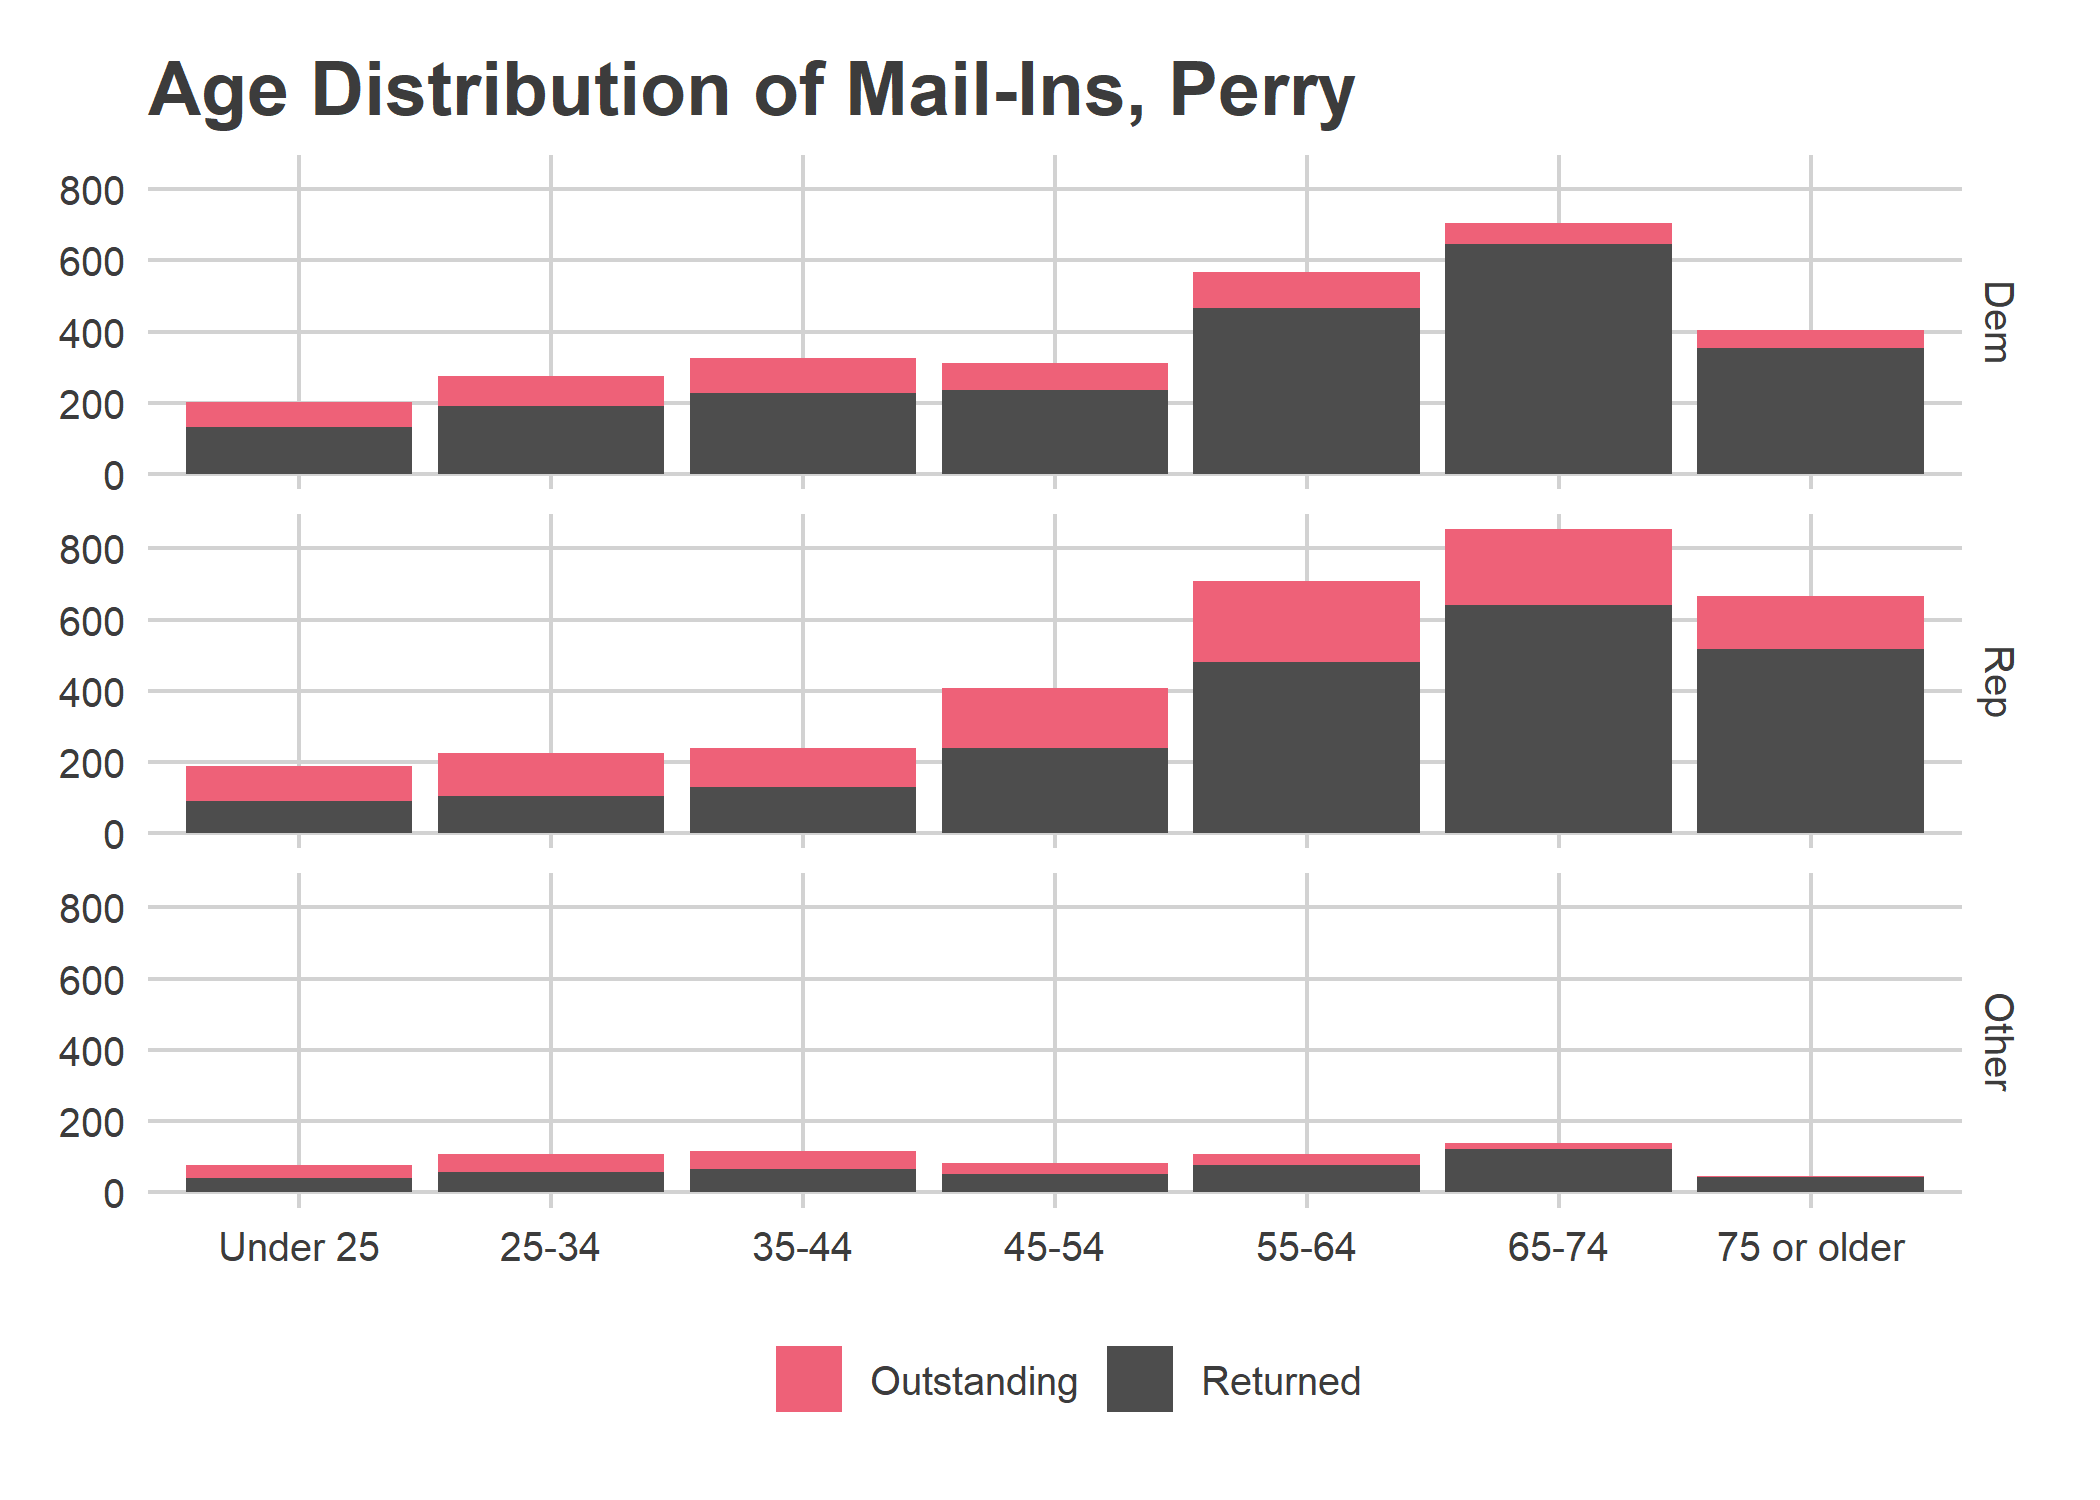 Age Distribution of Mail-Ins, Perry
800
600
400
200
0
Dem
800
600
400
200
0
Rep
800
600
400
200
0
Other
Under 25 25-34 35-44 45-54 55-64 65-74 75 or older
Outstanding Returned